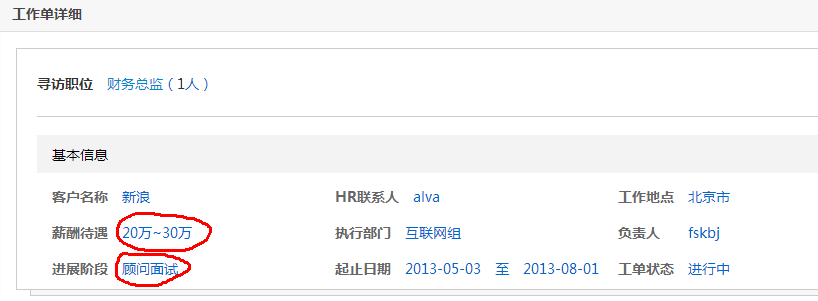 工作单详细
寻访职位 财务总监（1人）
基本信息
客户名称 新浪 HR联系人 alva 工作地点 北京市
薪酬待遇 20万~30万 执行部门 互联网组 负责人 fskbj
进展阶段 顾问面试 起止日期 2013-05-03 至 2013-08-01 工单状态 进行中